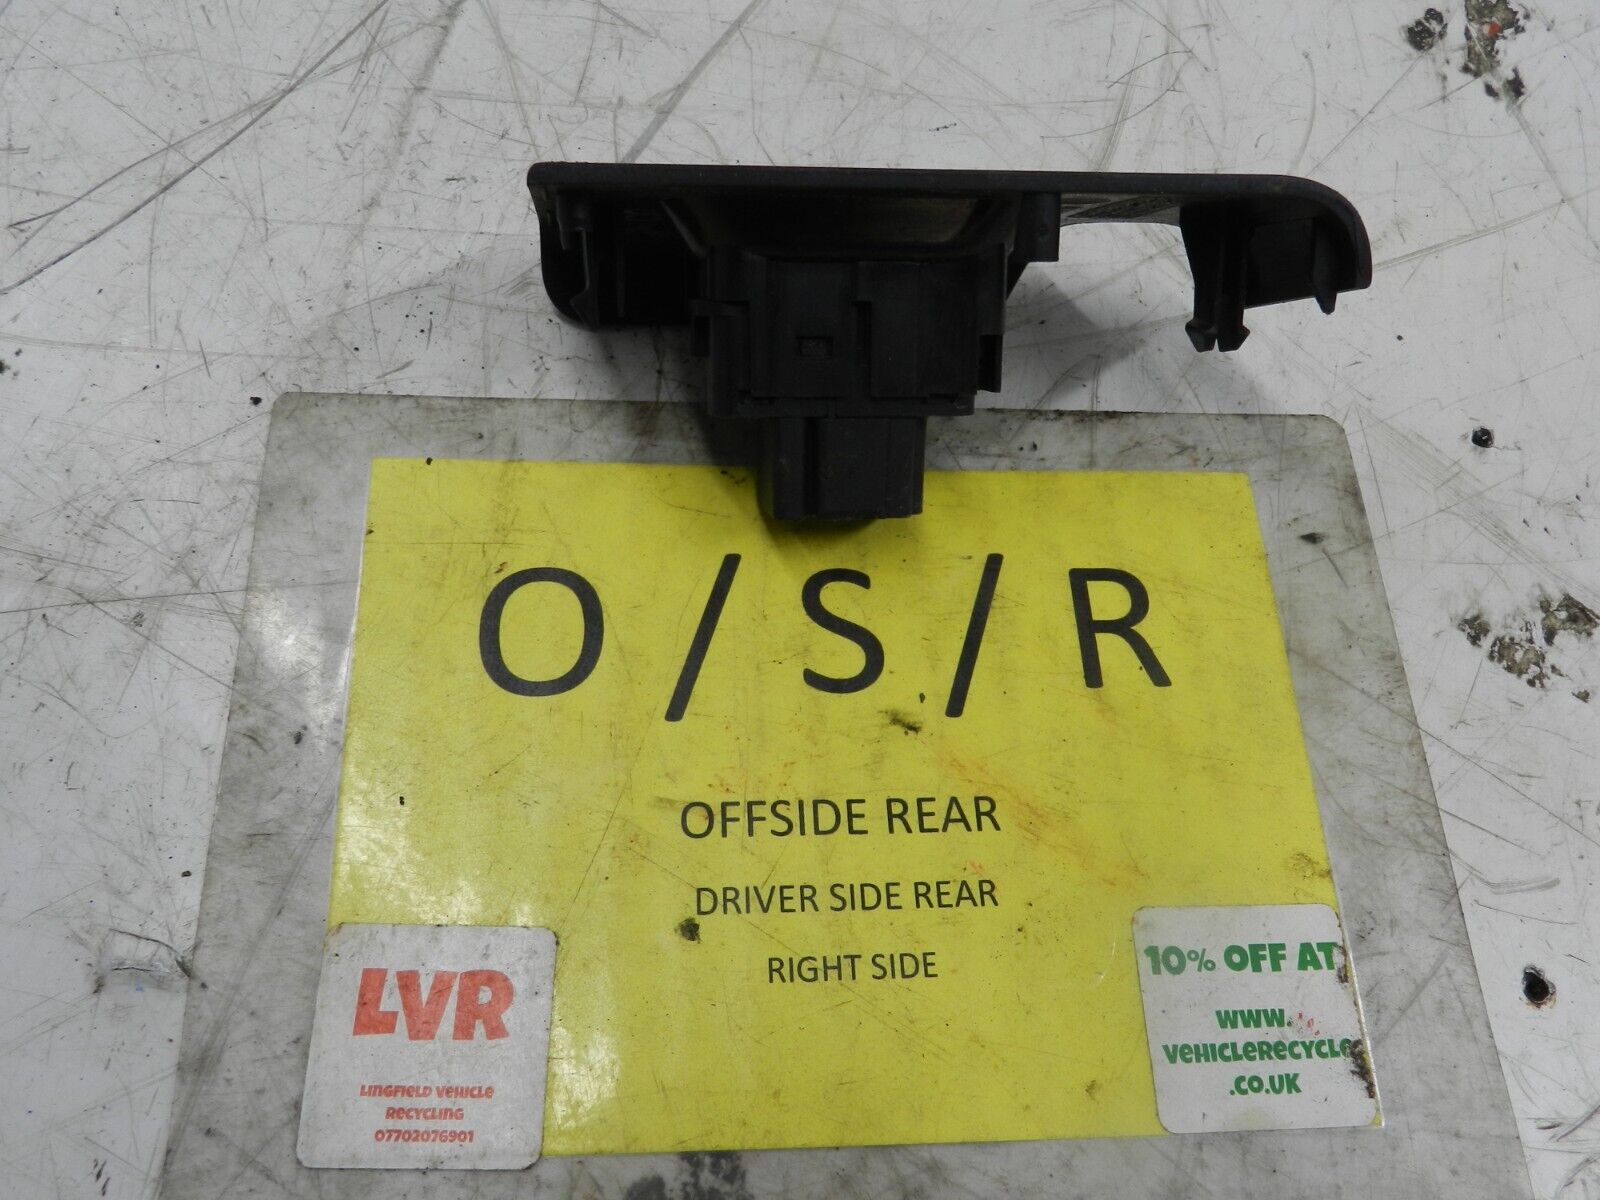 O / S / R
OFFSIDE REAR
DRIVER SIDE REAR
RIGHT SIDE
LVR
LINGFIELD VEHICLE
RECYCLING
07702076901
10% OFF AT
WWW.
VEHICLERECYCLE
.CO.UK